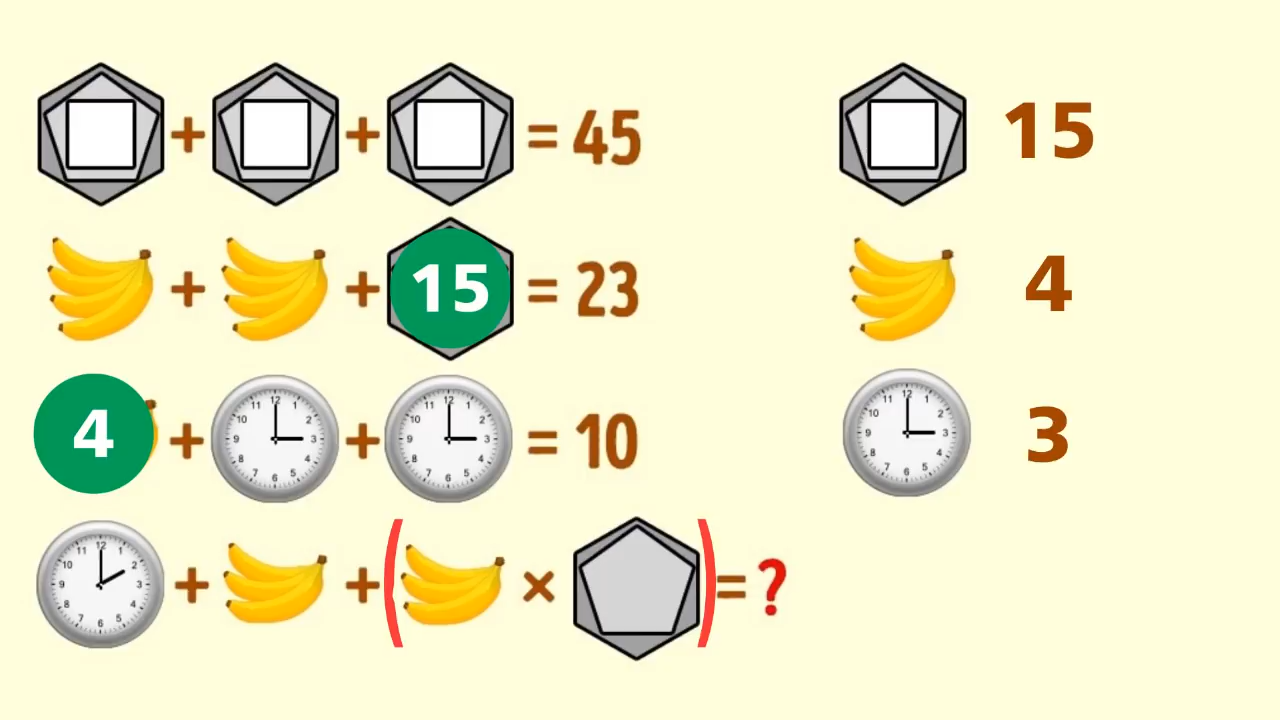 + + = 45 15
+ + 15 = 23 4
4 + + = 10 3
+ + ( × ) = ?